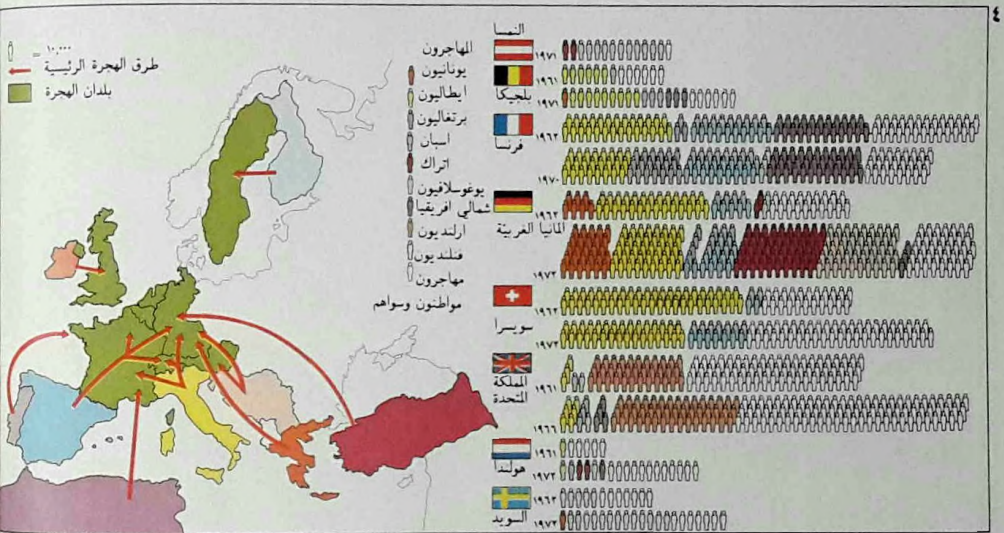 ٤
= ١٠,٠٠٠
طرق الهجرة الرئيسية
بلدان الهجرة
المهاجرون
يونانيون
ايطاليون
برتغاليون
اسبان
اتراك
يوغوسلافيون
شمالي افريقيا
ارلنديون
فنلنديون
مهاجرون
مواطنون وسواهم
النمسا
١٩٧١
١٩٦١
بلجيكا
١٩٧١
١٩٦٢
فرنسا
١٩٧٠
١٩٦٢
المانيا الغربية
١٩٧٢
١٩٦٢
سويسرا
١٩٧٢
المملكة
المتحدة
١٩٦١
١٩٦٦
١٩٦١
هولندا
١٩٧٢
١٩٦٢
السويد
١٩٧٢